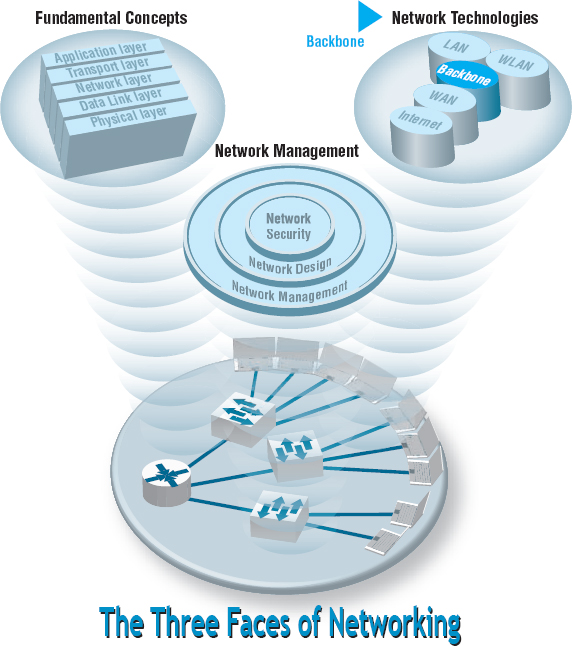 Fundamental Concepts
Application layer
Transport layer
Network layer
Data Link layer
Physical layer
Backbone
Network Technologies
LAN
WLAN
Backbone
WAN
Internet
Network Management
Network
Security
Network Design
Network Management
The Three Faces of Networking